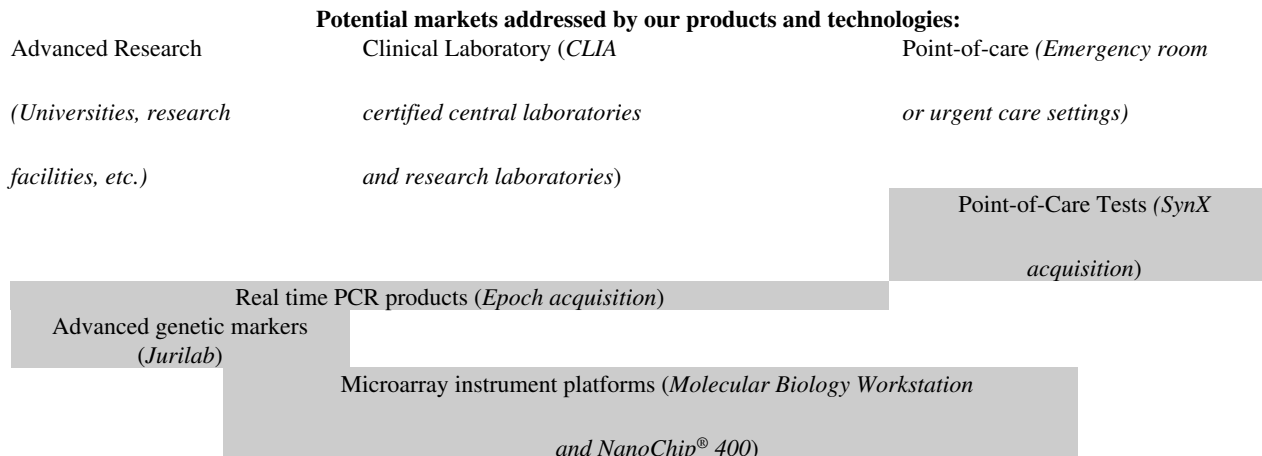 Potential markets addressed by our products and technologies:
Advanced Research
(Universities, research
facilities, etc.)
Clinical Laboratory (CLIA
certified central laboratories
and research laboratories)
Point-of-care (Emergency room
or urgent care settings)
Point-of-Care Tests (SynX
acquisition)
Real time PCR products (Epoch acquisition)
Advanced genetic markers
(Jurilab)
Microarray instrument platforms (Molecular Biology Workstation
and NanoChip® 400)